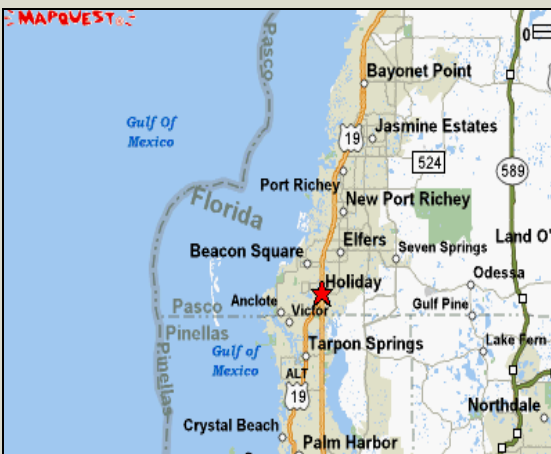 MAPQUEST
0
Pasco
Bayonet Point
Gulf Of
Mexico
Jasmine Estates
19
524
589
Port Richey
Florida
New Port Richey
Land O'
Elfers
Seven Springs
Beacon Square
Odessa
Holiday
Anclote
Pasco
Victor
Gulf Pine
Pinellas
Tarpon Springs
Lake Fern
Gulf of
Mexico
Pinellas
ALT
19
Northdale
Crystal Beach
Palm Harbor